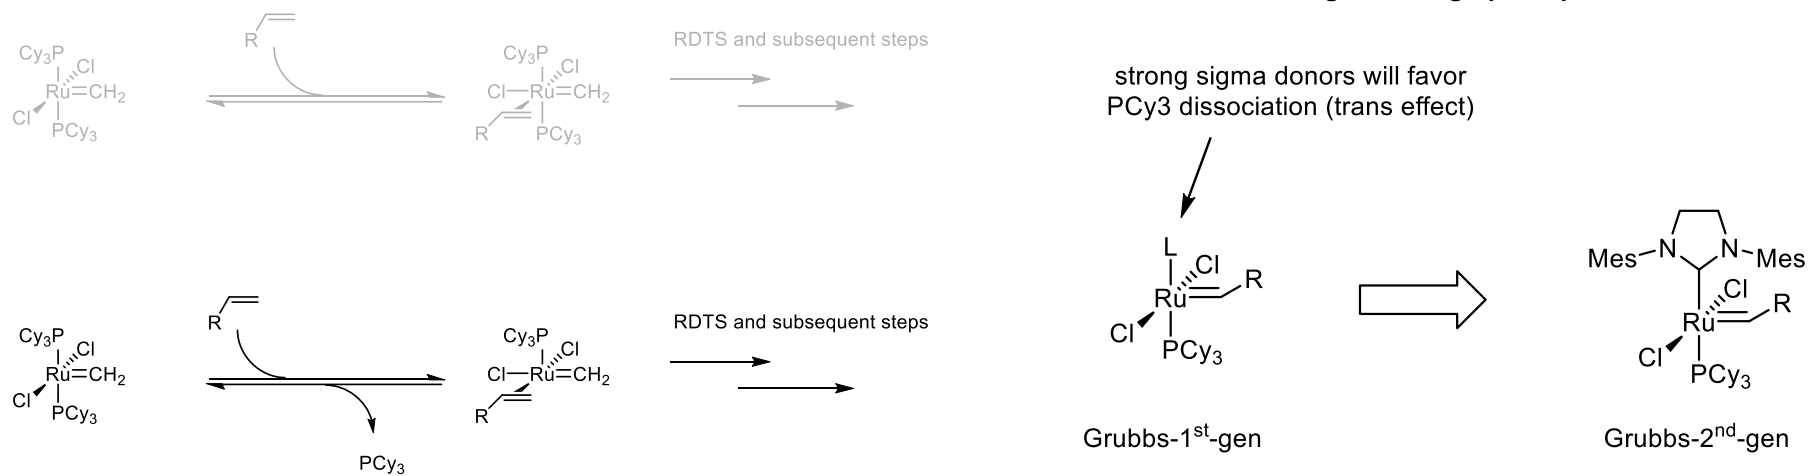 R
Cy3P
Cl
Ru=CH2
Cl
PCy3
Cy3P
Cl
Cl—Ru=CH2
R
PCy3
RDTS and subsequent steps
strong sigma donors will favor
PCy3 dissociation (trans effect)
R
Cy3P
Cl
Ru=CH2
Cl
PCy3
PCy3
Cy3P
Cl
Cl—Ru=CH2
R
RDTS and subsequent steps
L
Cl
R
Ru
Cl
PCy3
Grubbs-1st-gen
N
N
Mes
Mes
Cl
R
Ru
Cl
PCy3
Grubbs-2nd-gen